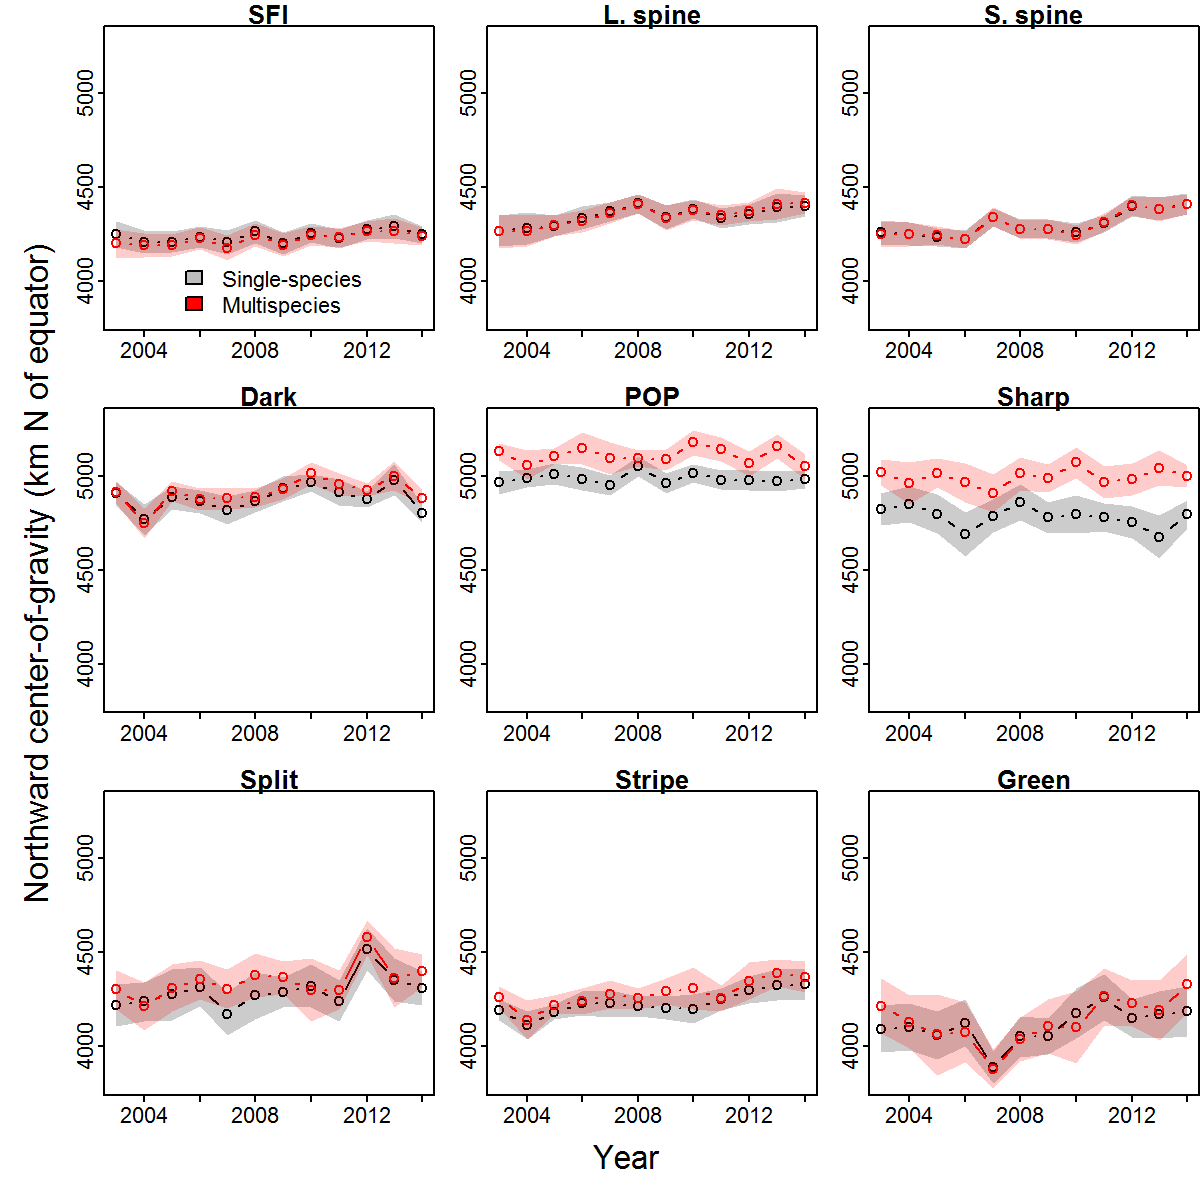 SFI
L. spine
S. spine
5000
4500
4000
Single-species
Multispecies
2004 2008 2012
5000
4500
4000
2004 2008 2012
5000
4500
4000
2004 2008 2012
Dark
POP
Sharp
5000
4500
4000
2004 2008 2012
5000
4500
4000
2004 2008 2012
5000
4500
4000
2004 2008 2012
Split
Stripe
Green
5000
4500
4000
2004 2008 2012
5000
4500
4000
2004 2008 2012
5000
4500
4000
2004 2008 2012
Northward center-of-gravity (km N of equator)
Year